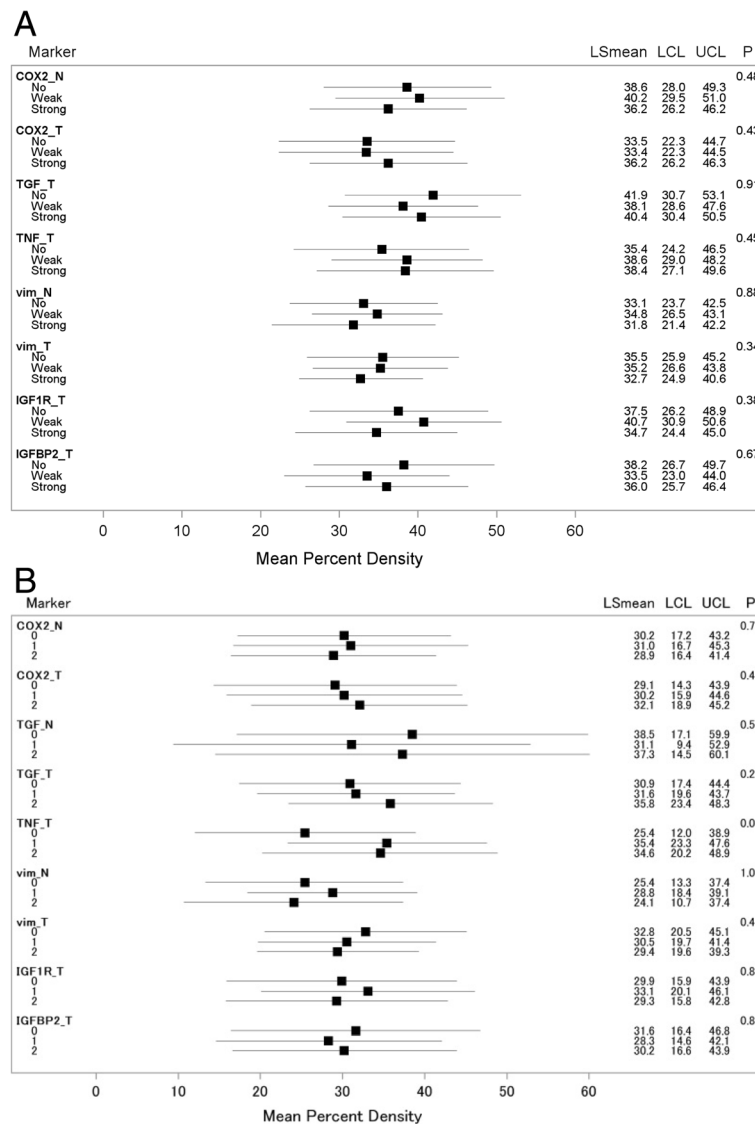 A
Marker LSmean LCL UCL P
COX2_N 0.48
No 38.6 28.0 49.3
Weak 40.2 29.5 51.0
Strong 36.2 26.2 46.2
COX2_T 0.43
No 33.5 22.3 44.7
Weak 33.4 22.3 44.5
Strong 36.2 26.2 46.3
TGF_T 0.91
No 41.9 30.7 53.1
Weak 38.1 28.6 47.6
Strong 40.4 30.4 50.5
TNF_T 0.45
No 35.4 24.2 46.5
Weak 38.6 29.0 48.2
Strong 38.4 27.1 49.6
vim_N 0.88
No 33.1 23.7 42.5
Weak 34.8 26.5 43.1
Strong 31.8 21.4 42.2
vim_T 0.34
No 35.5 25.9 45.2
Weak 35.2 26.6 43.8
Strong 32.7 24.9 40.6
IGF1R_T 0.38
No 37.5 26.2 48.9
Weak 40.7 30.9 50.6
Strong 34.7 24.4 45.0
IGFBP2_T 0.67
No 38.2 26.7 49.7
Weak 33.5 23.0 44.0
Strong 36.0 25.7 46.4
0 10 20 30 40 50 60
Mean Percent Density
B
Marker LSmean LCL UCL P
COX2_N 0.7
0 30.2 17.2 43.2
1 31.0 16.7 45.3
2 28.9 16.4 41.4
COX2_T 0.4
0 29.1 14.3 43.9
1 30.2 15.9 44.6
2 32.1 18.9 45.2
TGF_N 0.5
0 38.5 17.1 59.9
1 31.1 9.4 52.9
2 37.3 14.5 60.1
TGF_T 0.2
0 30.9 17.4 44.4
1 31.6 19.6 43.7
2 35.8 23.4 48.3
TNF_T 0.0
0 25.4 12.0 38.9
1 35.4 23.3 47.6
2 34.6 20.2 48.9
vim_N 1.0
0 25.4 13.3 37.4
1 28.8 18.4 39.1
2 24.1 10.7 37.4
vim_T 0.4
0 32.8 20.5 45.1
1 30.5 19.7 41.4
2 29.4 19.6 39.3
IGF1R_T 0.8
0 29.9 15.9 43.9
1 33.1 20.1 46.1
2 29.3 15.8 42.8
IGFBP2_T 0.8
0 31.6 16.4 46.8
1 28.3 14.6 42.1
2 30.2 16.6 43.9
0 10 20 30 40 50 60
Mean Percent Density